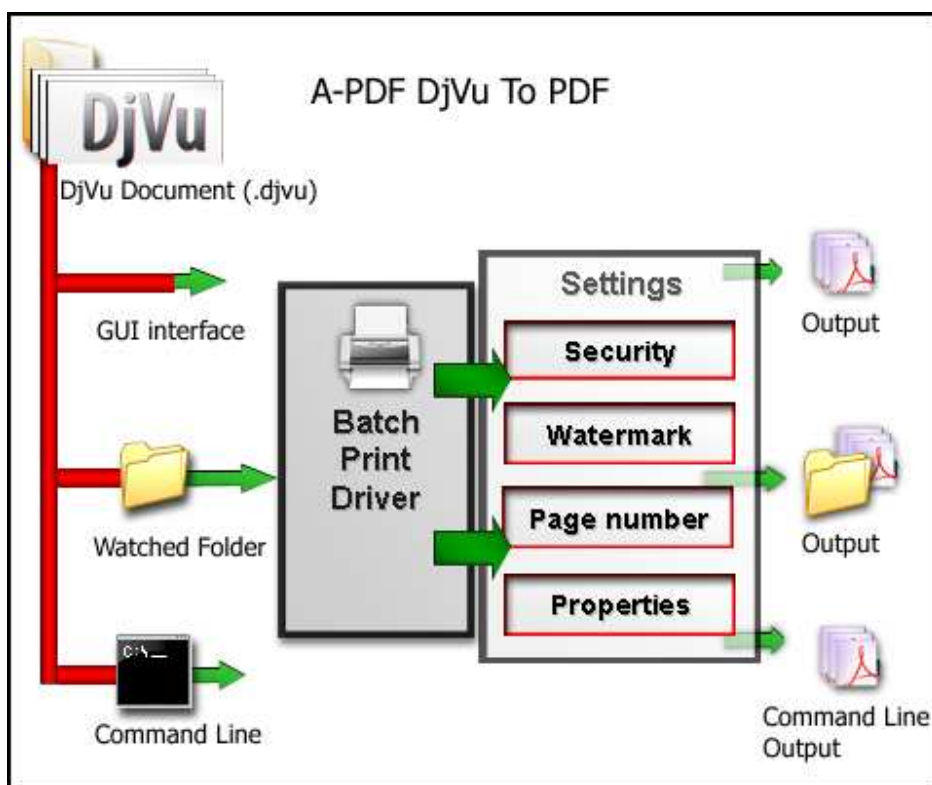 A-PDF DjVu To PDF
DjVu
DjVu Document (.djvu)
GUI interface
Watched Folder
C:\_
Command Line
Batch
Print
Driver
Settings
Security
Watermark
Page number
Properties
Output
Output
Command Line
Output